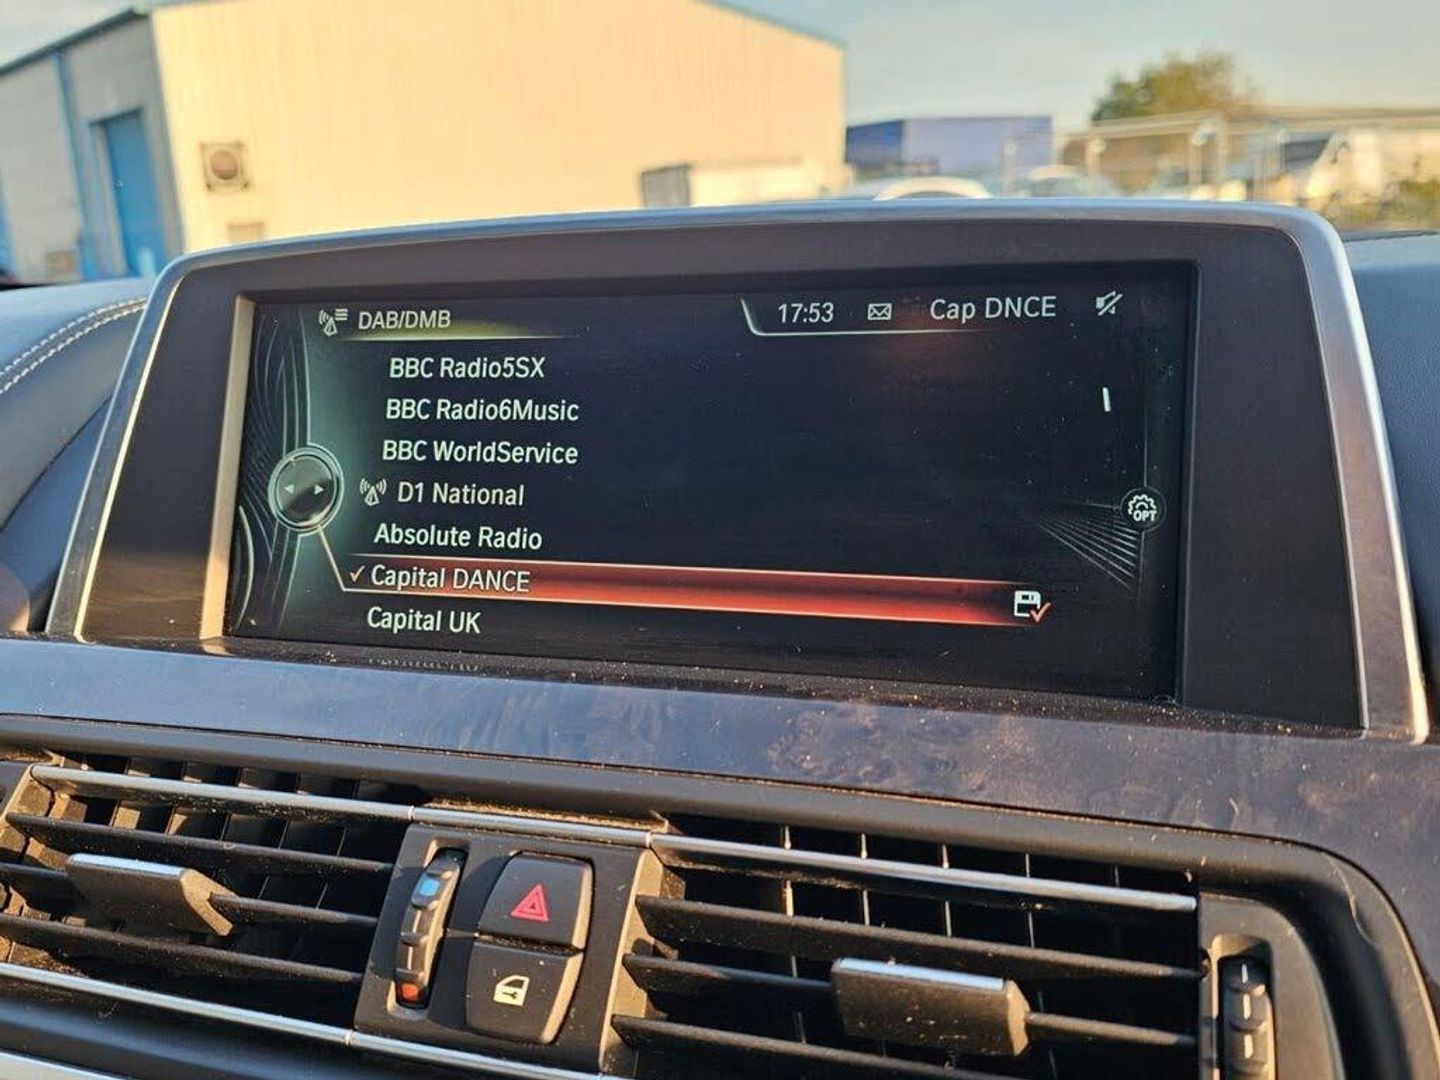 DAB/DMB
17:53 Cap DNCE
BBC Radio5SX
BBC Radio6Music
BBC WorldService
D1 National
Absolute Radio
Capital DANCE
Capital UK
OPT